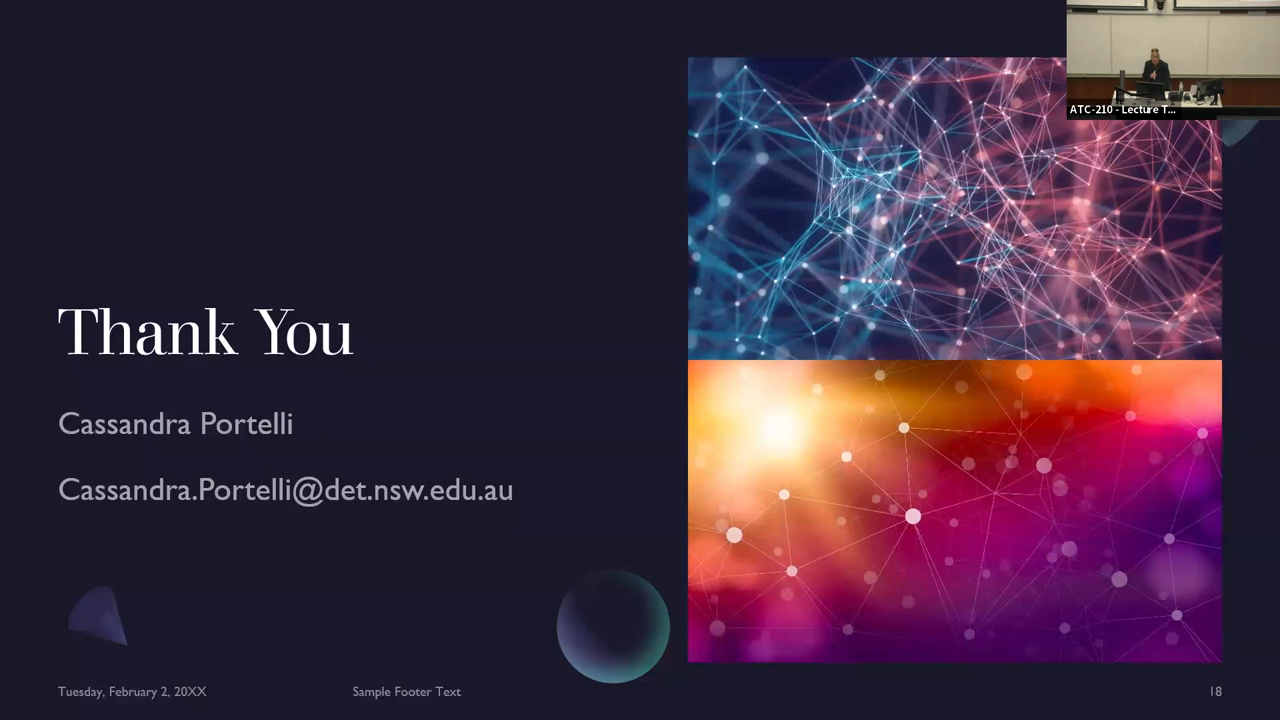 ATC-210 - Lecture T...
Thank You
Cassandra Portelli
Cassandra.Portelli@det.nsw.edu.au
Tuesday, February 2, 20XX
Sample Footer Text
18